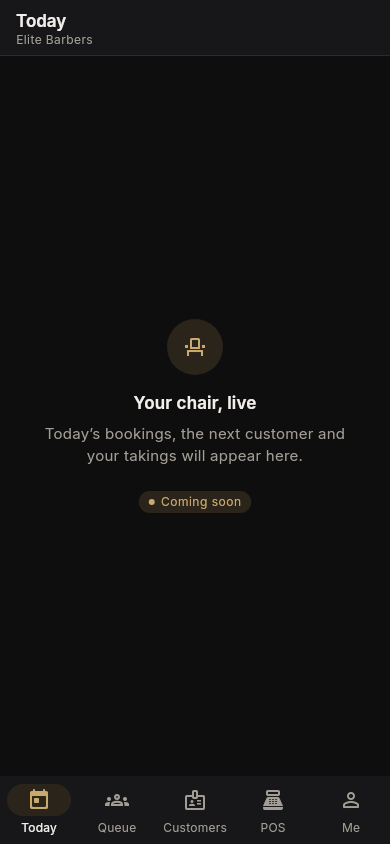 Today
Elite Barbers
Your chair, live
Today’s bookings, the next customer and
your takings will appear here.
Coming soon
Today
Queue
Customers
POS
Me